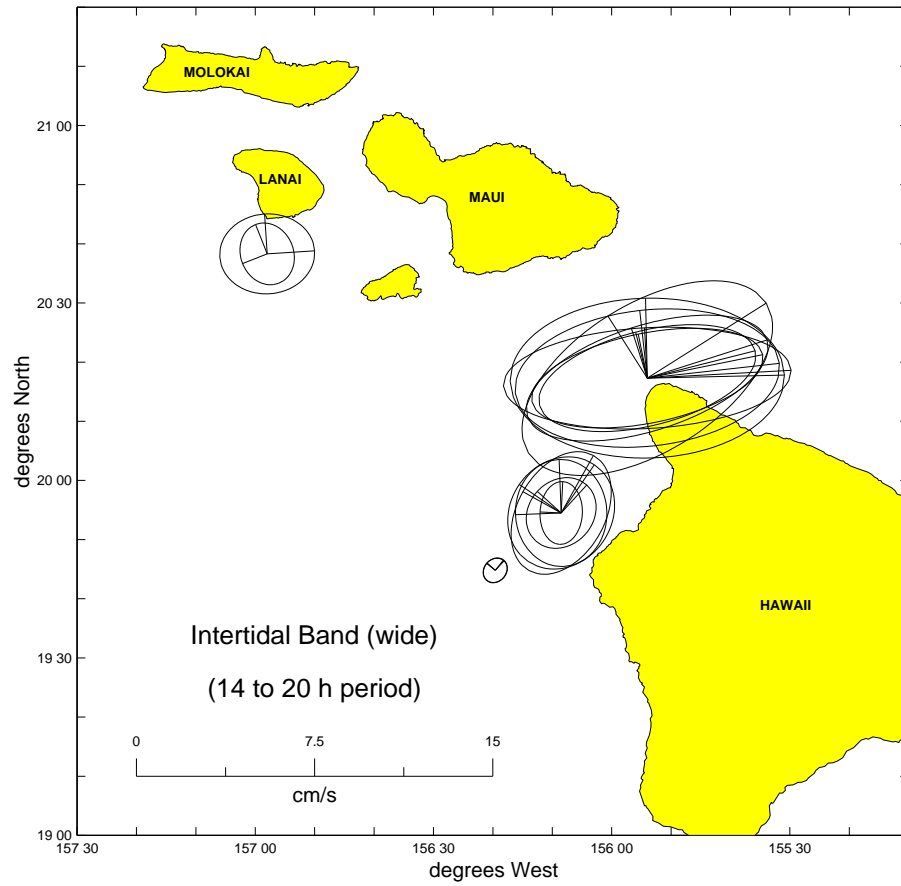 MOLOKAI
21 00
LANAI
MAUI
20 30
degrees North
20 00
HAWAII
Intertidal Band (wide)
19 30
(14 to 20 h period)
0 7.5 15
cm/s
19 00
157 30 157 00 156 30 156 00 155 30
degrees West